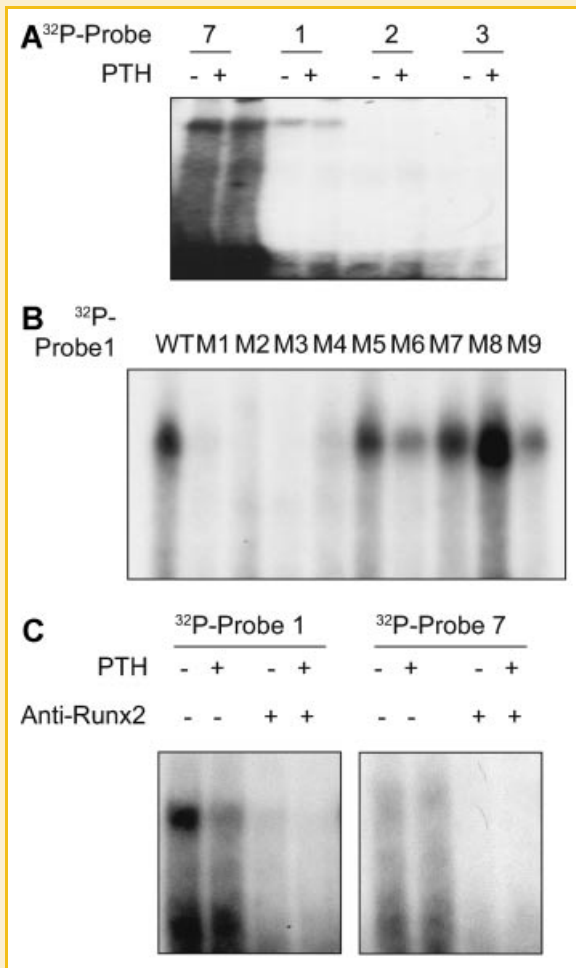 A ³²P-Probe 7 1 2 3
PTH - + - + - + - +
B ³²P-
Probe1 WT M1 M2 M3 M4 M5 M6 M7 M8 M9
C ³²P-Probe 1 ³²P-Probe 7
PTH - + - + - + - +
Anti-Runx2 - - + + - - + +